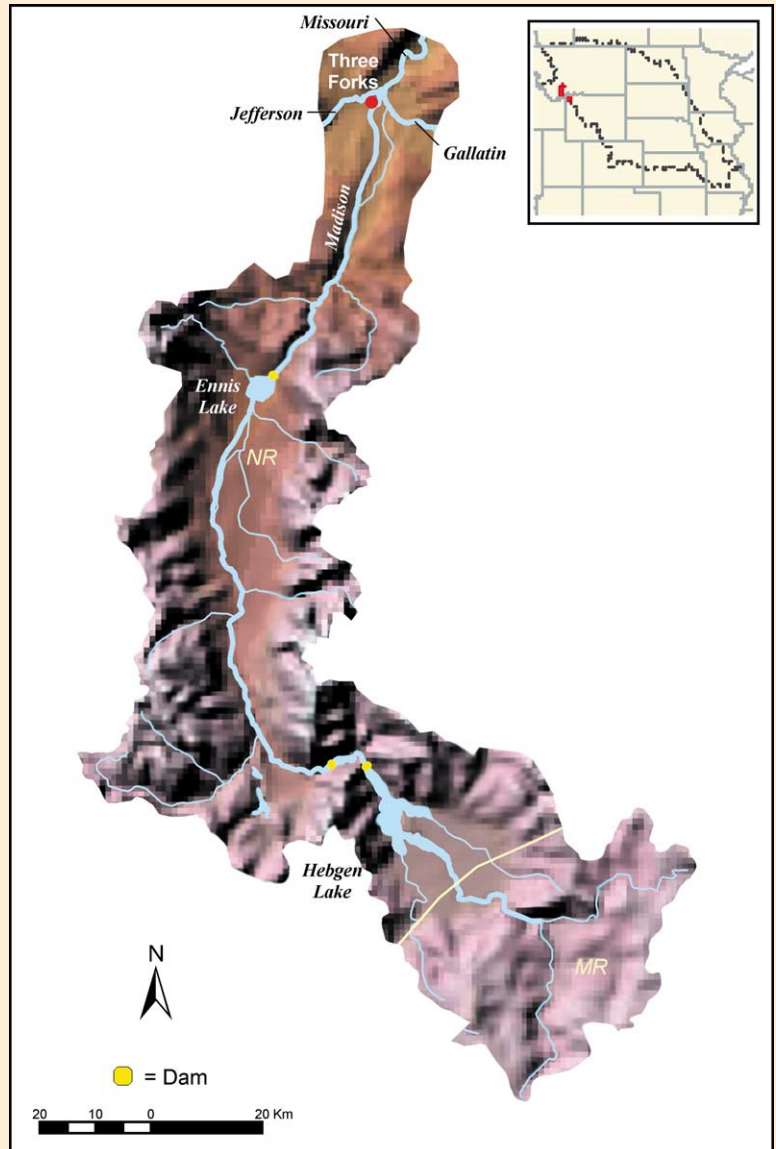 Missouri
Three
Forks
Jefferson
Gallatin
Madison
Ennis
Lake
NR
Hebgen
Lake
MR
N
= Dam
20 10 0 20 Km